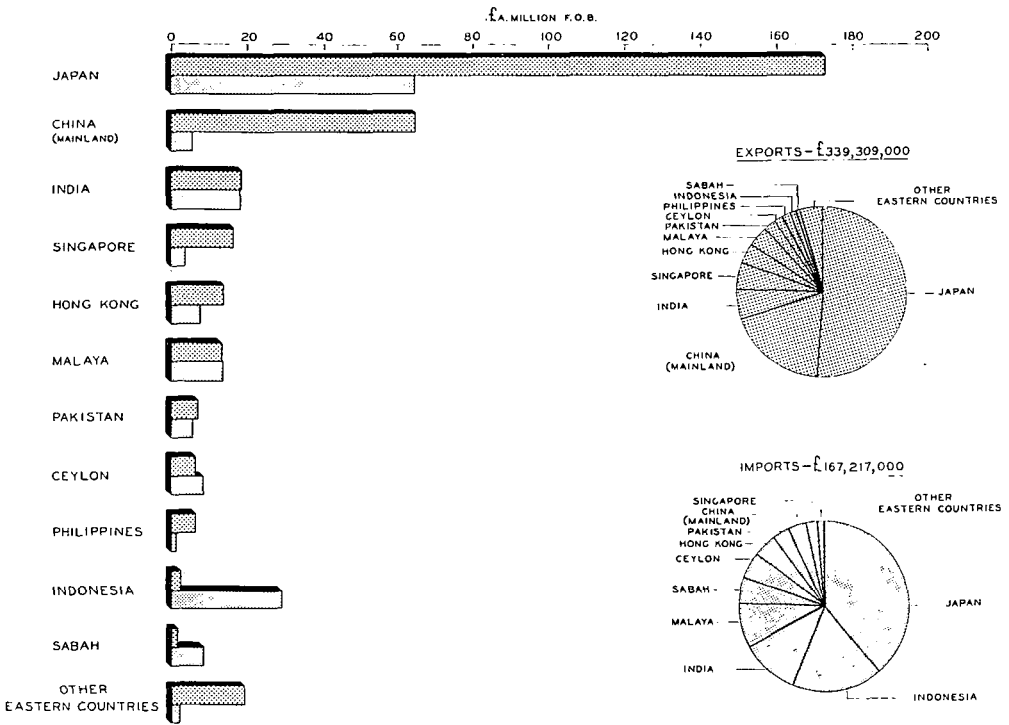 £A. MILLION F.O.B.
0 20 40 60 80 100 120 140 160 180 200
JAPAN
CHINA
(MAINLAND)
INDIA
SINGAPORE
HONG KONG
MALAYA
PAKISTAN
CEYLON
PHILIPPINES
INDONESIA
SABAH
OTHER
EASTERN COUNTRIES
EXPORTS-£339,309,000
SABAH
INDONESIA
PHILIPPINES
CEYLON
PAKISTAN
MALAYA
HONG KONG
SINGAPORE
INDIA
CHINA
(MAINLAND)
OTHER
EASTERN COUNTRIES
JAPAN
IMPORTS-£167,217,000
SINGAPORE
CHINA
(MAINLAND)
PAKISTAN
HONG KONG
CEYLON
SABAH
MALAYA
INDIA
OTHER
EASTERN COUNTRIES
JAPAN
INDONESIA